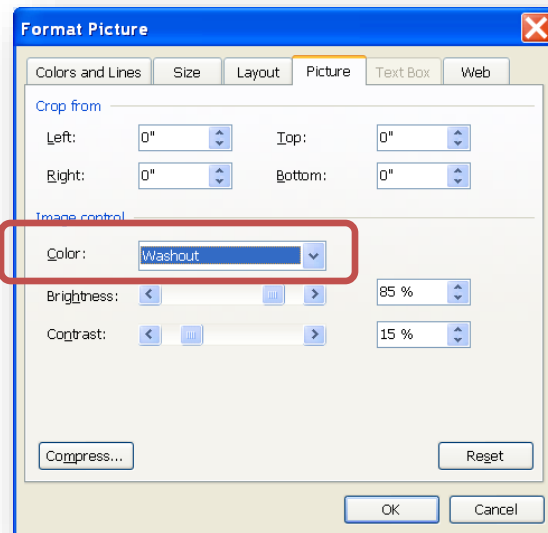 Format Picture
Colors and Lines Size Layout Picture Text Box Web
Crop from
Left: 0" Top: 0"
Right: 0" Bottom: 0"
Image control
Color: Washout
Brightness: 85 %
Contrast: 15 %
Compress... Reset
OK Cancel